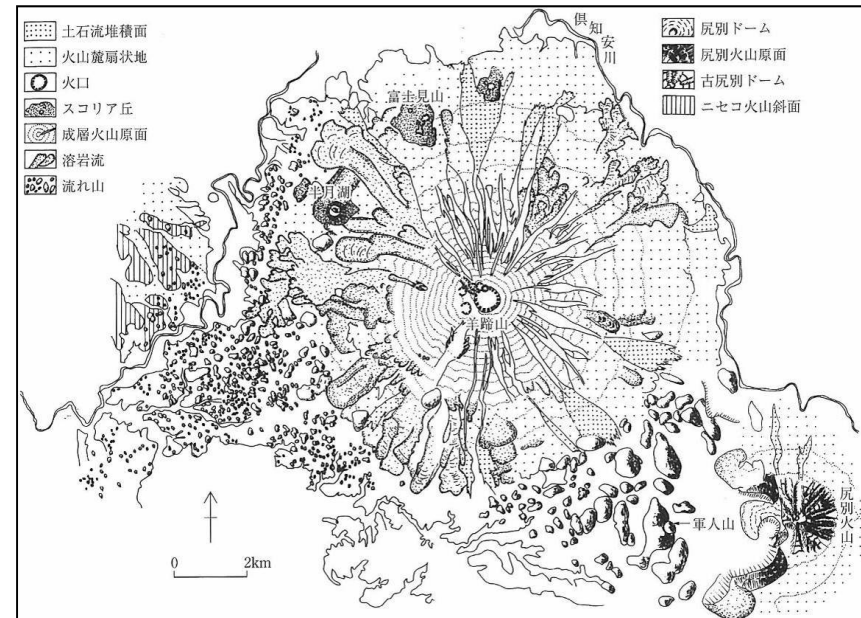 土石流堆積面
火山麓扇状地
火口
スコリア丘
成層火山原面
溶岩流
流れ山
尻別ドーム
尻別火山原面
古尻別ドーム
ニセコ火山斜面
倶知安川
富士見山
半月湖
羊蹄山
軍人山
尻別火山
0 2km